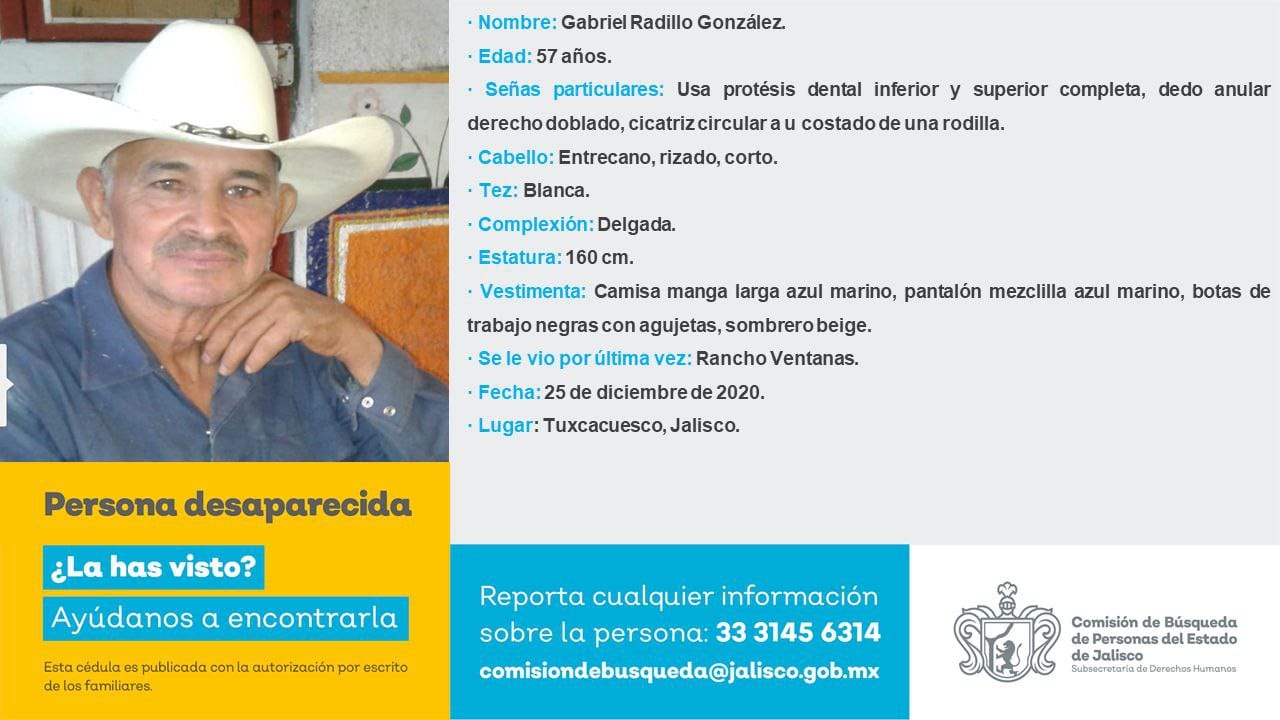 · Nombre: Gabriel Radillo González.
· Edad: 57 años.
· Señas particulares: Usa protésis dental inferior y superior completa, dedo anular
derecho doblado, cicatriz circular a u costado de una rodilla.
· Cabello: Entrecano, rizado, corto.
· Tez: Blanca.
· Complexión: Delgada.
· Estatura: 160 cm.
· Vestimenta: Camisa manga larga azul marino, pantalón mezclilla azul marino, botas de
trabajo negras con agujetas, sombrero beige.
· Se le vio por última vez: Rancho Ventanas.
· Fecha: 25 de diciembre de 2020.
· Lugar: Tuxcacuesco, Jalisco.
Persona desaparecida
¿La has visto?
Ayúdanos a encontrarla
Esta cédula es publicada con la autorización por escrito
de los familiares.
Reporta cualquier información
sobre la persona: 33 3145 6314
comisiondebusqueda@jalisco.gob.mx
Comisión de Búsqueda
de Personas del Estado
de Jalisco
Subsecretaría de Derechos Humanos